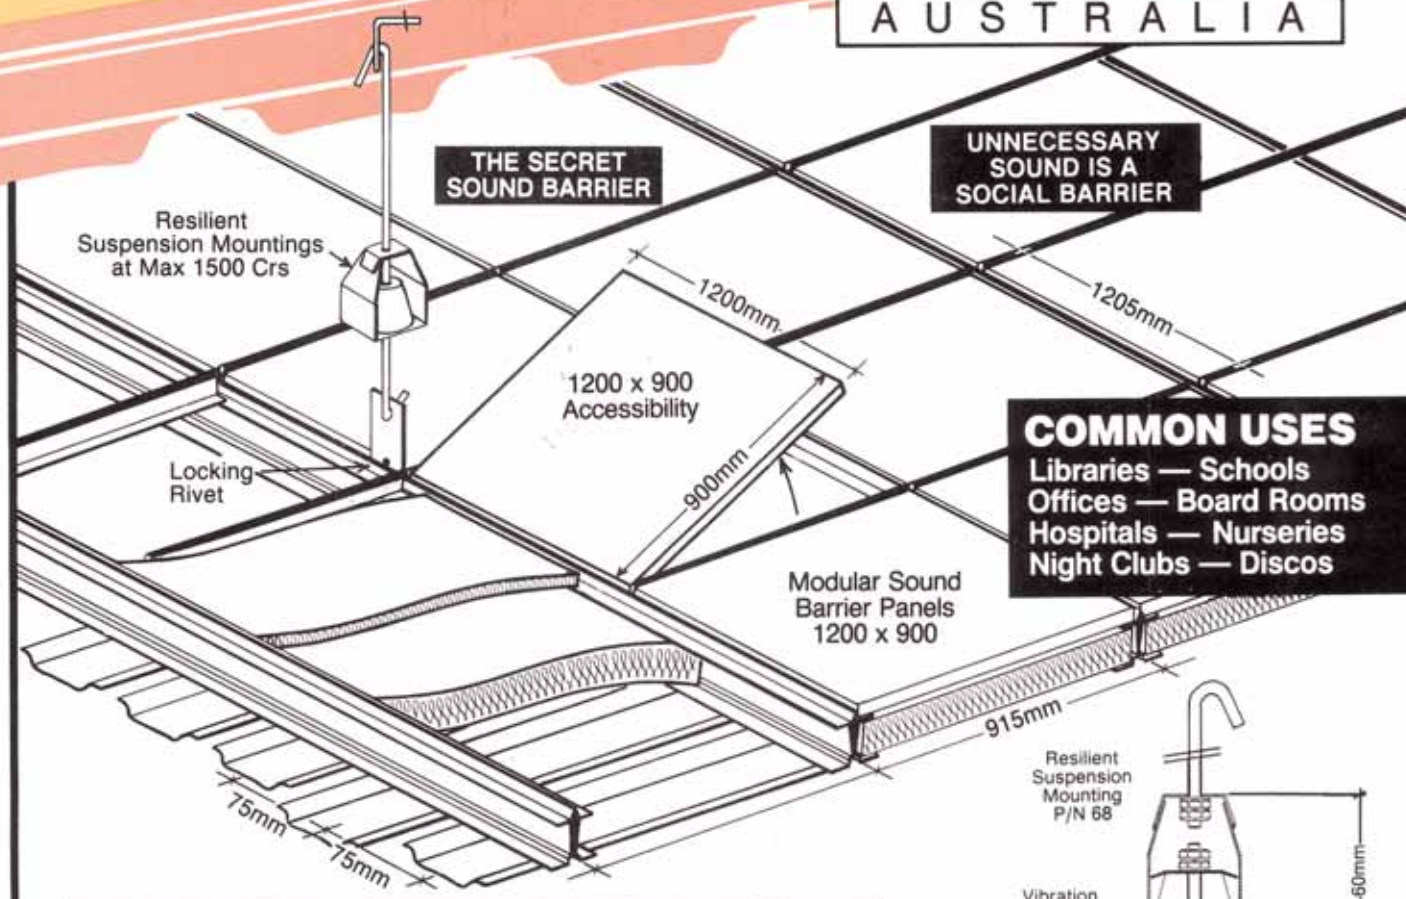 AUSTRALIA
THE SECRET
SOUND BARRIER
UNNECESSARY
SOUND IS A
SOCIAL BARRIER
Resilient
Suspension Mountings
at Max 1500 Crs
1200mm
1205mm
1200 x 900
Accessibility
900mm
Locking
Rivet
COMMON USES
Libraries — Schools
Offices — Board Rooms
Hospitals — Nurseries
Night Clubs — Discos
Modular Sound
Barrier Panels
1200 x 900
915mm
75mm
75mm
Resilient
Suspension
Mounting
P/N 68
60mm
Vibration